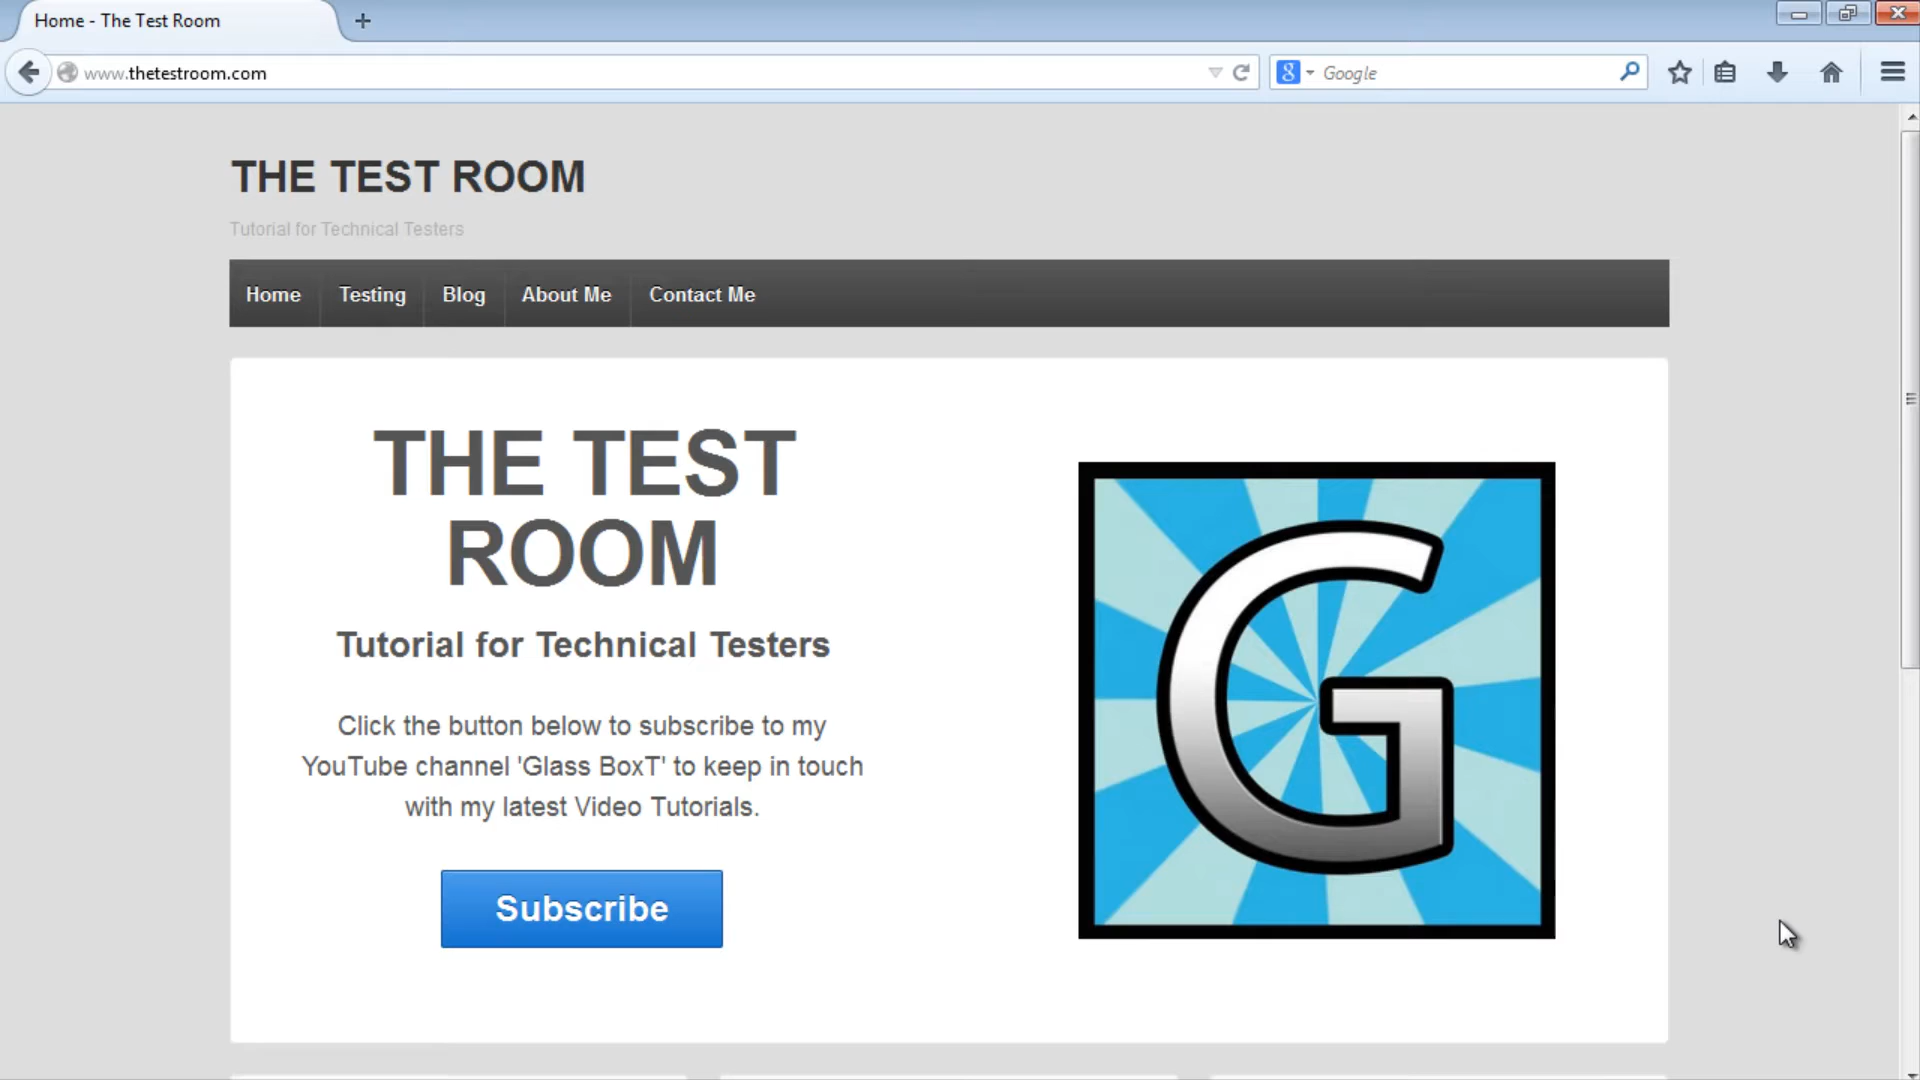 Home - The Test Room
www.thetestroom.com
Google
THE TEST ROOM
Tutorial for Technical Testers
Home
Testing
Blog
About Me
Contact Me
THE TEST
ROOM
Tutorial for Technical Testers
Click the button below to subscribe to my
YouTube channel 'Glass BoxT' to keep in touch
with my latest Video Tutorials.
Subscribe
G